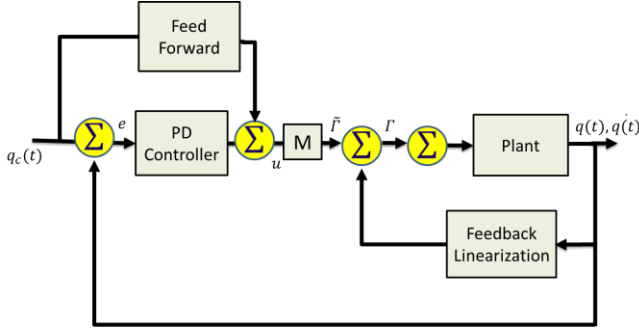 Feed
Forward
q_c(t)
Σ
e
PD
Controller
Σ
u
M
Γ̃
Σ
Γ
Σ
Plant
q(t), q̇(t)
Feedback
Linearization